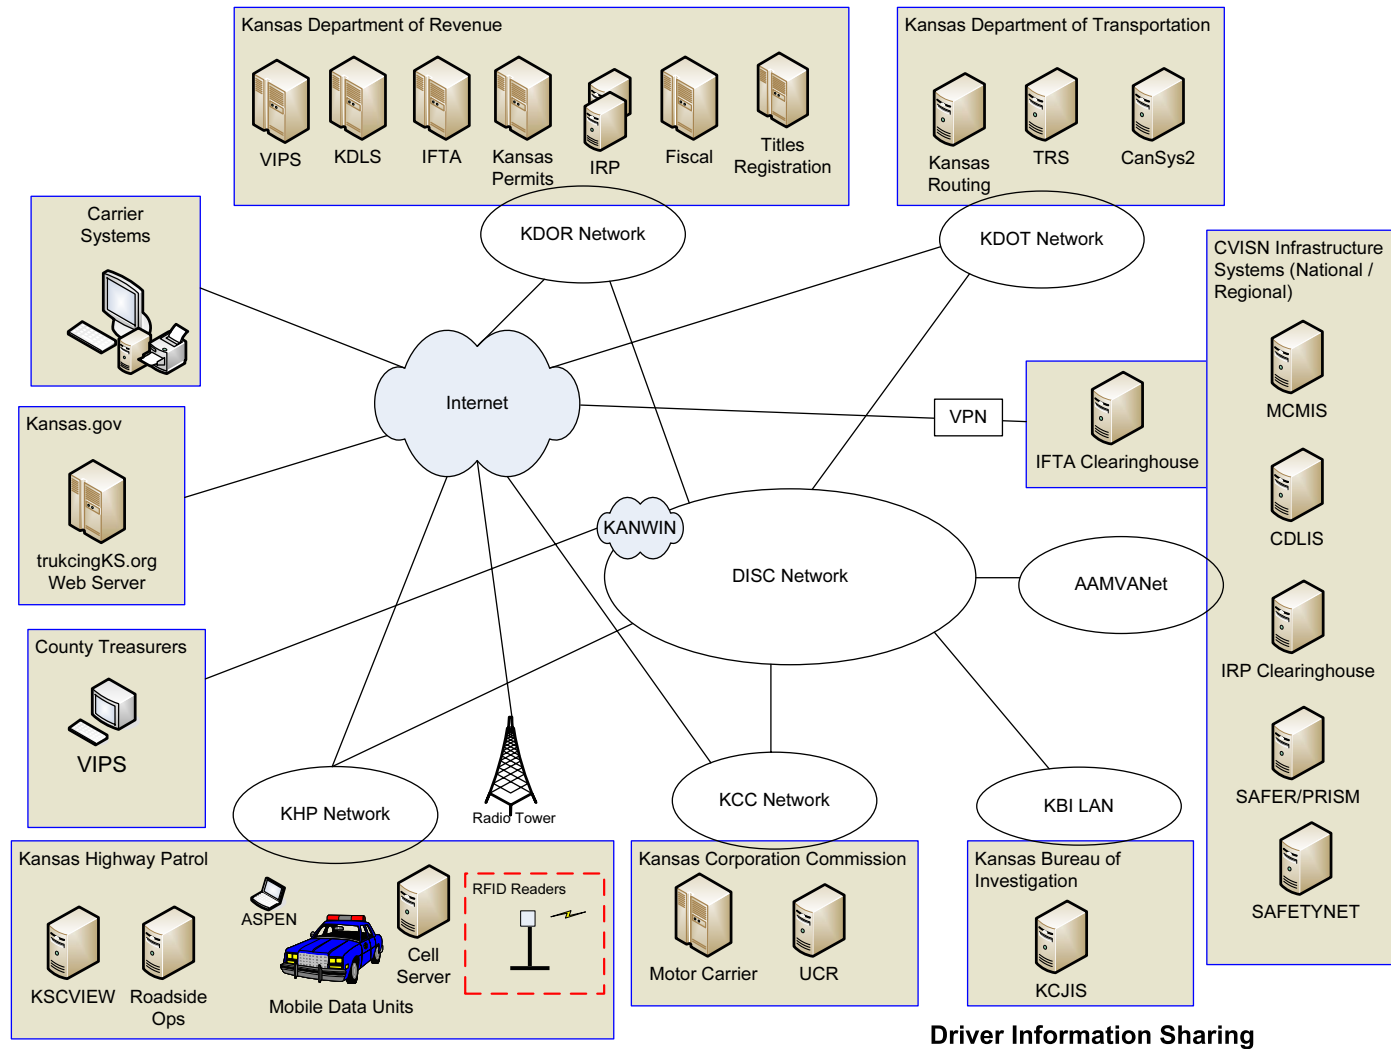 Kansas Department of Revenue
VIPS
KDLS
IFTA
Kansas
Permits
IRP
Fiscal
Titles
Registration
Kansas Department of Transportation
Kansas
Routing
TRS
CanSys2
KDOR Network
KDOT Network
Carrier
Systems
CVISN Infrastructure
Systems (National /
Regional)
MCMIS
CDLIS
IRP Clearinghouse
SAFER/PRISM
SAFETYNET
Internet
VPN
IFTA Clearinghouse
Kansas.gov
trukcingKS.org
Web Server
KANWIN
DISC Network
AAMVANet
County Treasurers
VIPS
KHP Network
Radio Tower
KCC Network
KBI LAN
Kansas Highway Patrol
KSCVIEW
Roadside
Ops
ASPEN
Mobile Data Units
Cell
Server
RFID Readers
Kansas Corporation Commission
Motor Carrier
UCR
Kansas Bureau of
Investigation
KCJIS
Driver Information Sharing